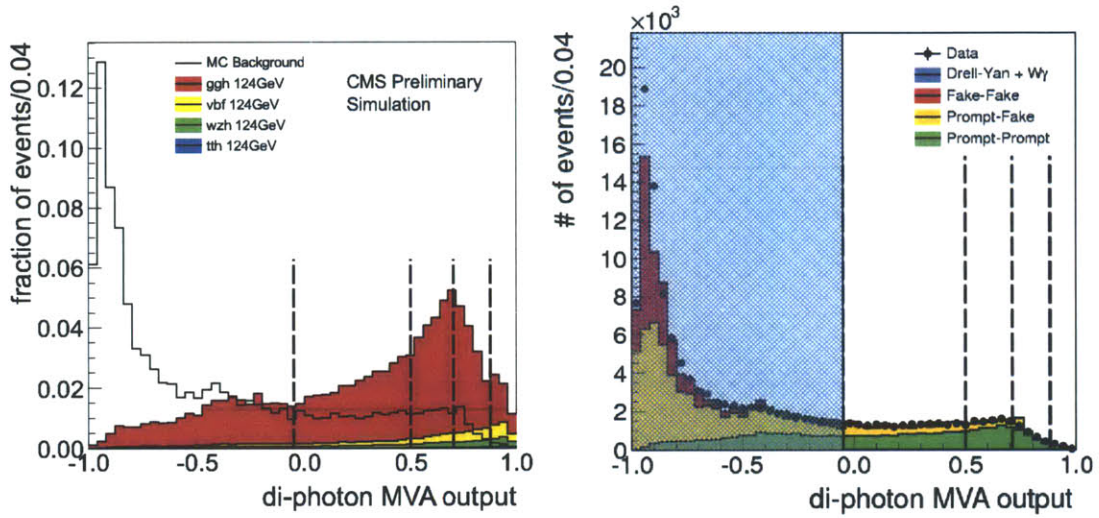 MC Background
ggh 124GeV
vbf 124GeV
wzh 124GeV
tth 124GeV
CMS Preliminary
Simulation
fraction of events/0.04
0.12
0.10
0.08
0.06
0.04
0.02
0.00
-1.0 -0.5 0.0 0.5 1.0
di-photon MVA output
×10³
Data
Drell-Yan + Wγ
Fake-Fake
Prompt-Fake
Prompt-Prompt
# of events/0.04
20
18
16
14
12
10
8
6
4
2
0
-1.0 -0.5 0.0 0.5 1.0
di-photon MVA output